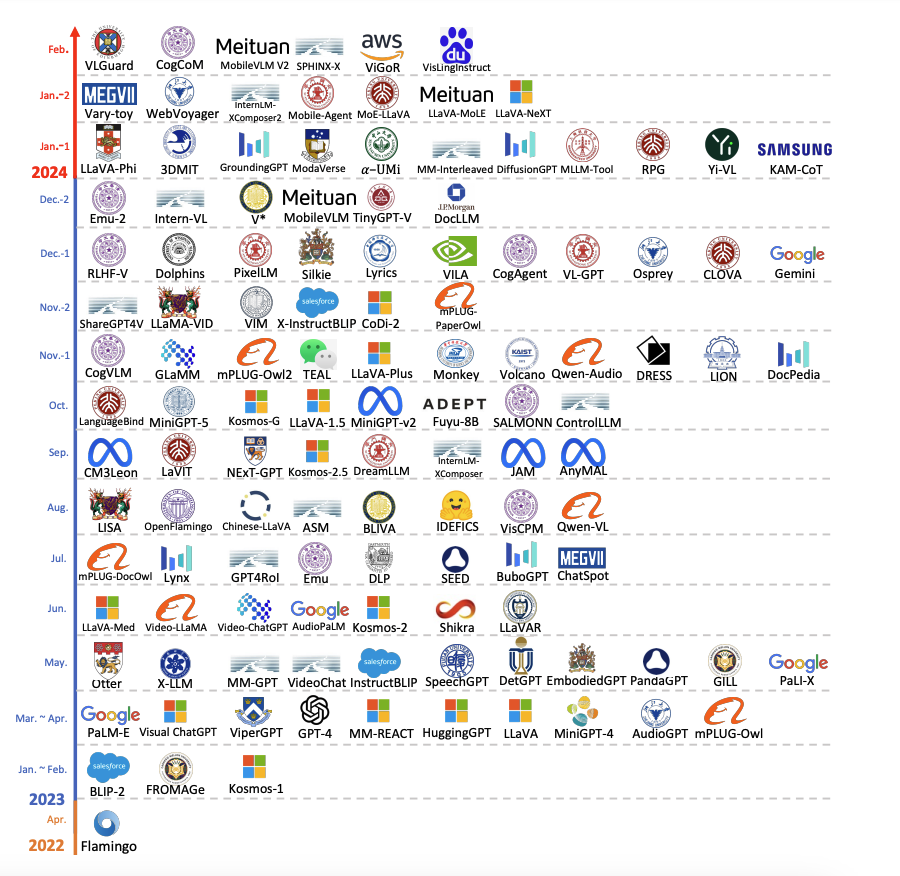 Feb.
Meituan aws du
VLGuard CogCoM MobileVLM V2 SPHINX-X ViGoR VisLingInstruct
Jan.-2
MEGVII Meituan
Vary-toy WebVoyager InternLM-XComposer2 Mobile-Agent MoE-LLaVA LLaVA-MoLE LLaVA-NeXT
Jan.-1
SAMSUNG
2024
LLaVA-Phi 3DMIT GroundingGPT ModaVerse α-UMi MM-Interleaved DiffusionGPT MLLM-Tool RPG Yi-VL KAM-CoT
Dec.-2
Meituan J.P.Morgan
Emu-2 Intern-VL V* MobileVLM TinyGPT-V DocLLM
Dec.-1
Google
RLHF-V Dolphins PixelLM Silkie Lyrics VILA CogAgent VL-GPT Osprey CLOVA Gemini
Nov.-2
salesforce
ShareGPT4V LLaMA-VID VIM X-InstructBLIP CoDi-2 mPLUG-
PaperOwl
Nov.-1
KAIST
CogVLM GLaMM mPLUG-Owl2 TEAL LLaVA-Plus Monkey Volcano Qwen-Audio DRESS LION DocPedia
Oct.
ADEPT
LanguageBind MiniGPT-5 Kosmos-G LLaVA-1.5 MiniGPT-v2 Fuyu-8B SALMONN ControlLLM
Sep.
CM3Leon LaVIT NExT-GPT Kosmos-2.5 DreamLLM InternLM-
XComposer JAM AnyMAL
Aug.
LISA OpenFlamingo Chinese-LLaVA ASM BLIVA IDEFICS VisCPM Qwen-VL
Jul.
MEGVII
mPLUG-DocOwl Lynx GPT4RoI Emu DLP SEED BuboGPT ChatSpot
Jun.
Google
LLaVA-Med Video-LLaMA Video-ChatGPT AudioPaLM Kosmos-2 Shikra LLaVAR
May.
salesforce Google
Otter X-LLM MM-GPT VideoChat InstructBLIP SpeechGPT DetGPT EmbodiedGPT PandaGPT GILL PaLI-X
Mar. ~ Apr.
Google
PaLM-E Visual ChatGPT ViperGPT GPT-4 MM-REACT HuggingGPT LLaVA MiniGPT-4 AudioGPT mPLUG-Owl
Jan. ~ Feb.
salesforce
BLIP-2 FROMAGe Kosmos-1
2023
Apr.
2022
Flamingo